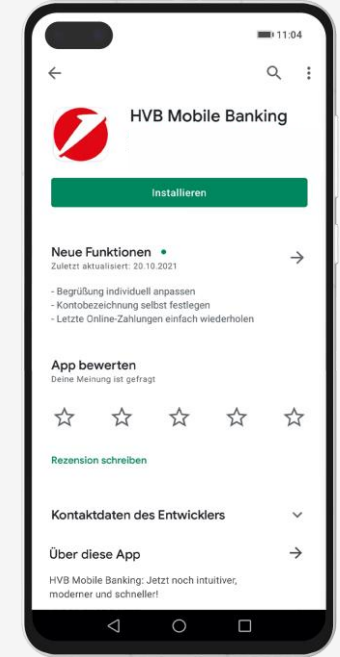 11:04
HVB Mobile Banking
Installieren
Neue Funktionen
Zuletzt aktualisiert: 20.10.2021
- Begrüßung individuell anpassen
- Kontobezeichnung selbst festlegen
- Letzte Online-Zahlungen einfach wiederholen
App bewerten
Deine Meinung ist gefragt
Rezension schreiben
Kontaktdaten des Entwicklers
Über diese App
HVB Mobile Banking: Jetzt noch intuitiver,
moderner und schneller!